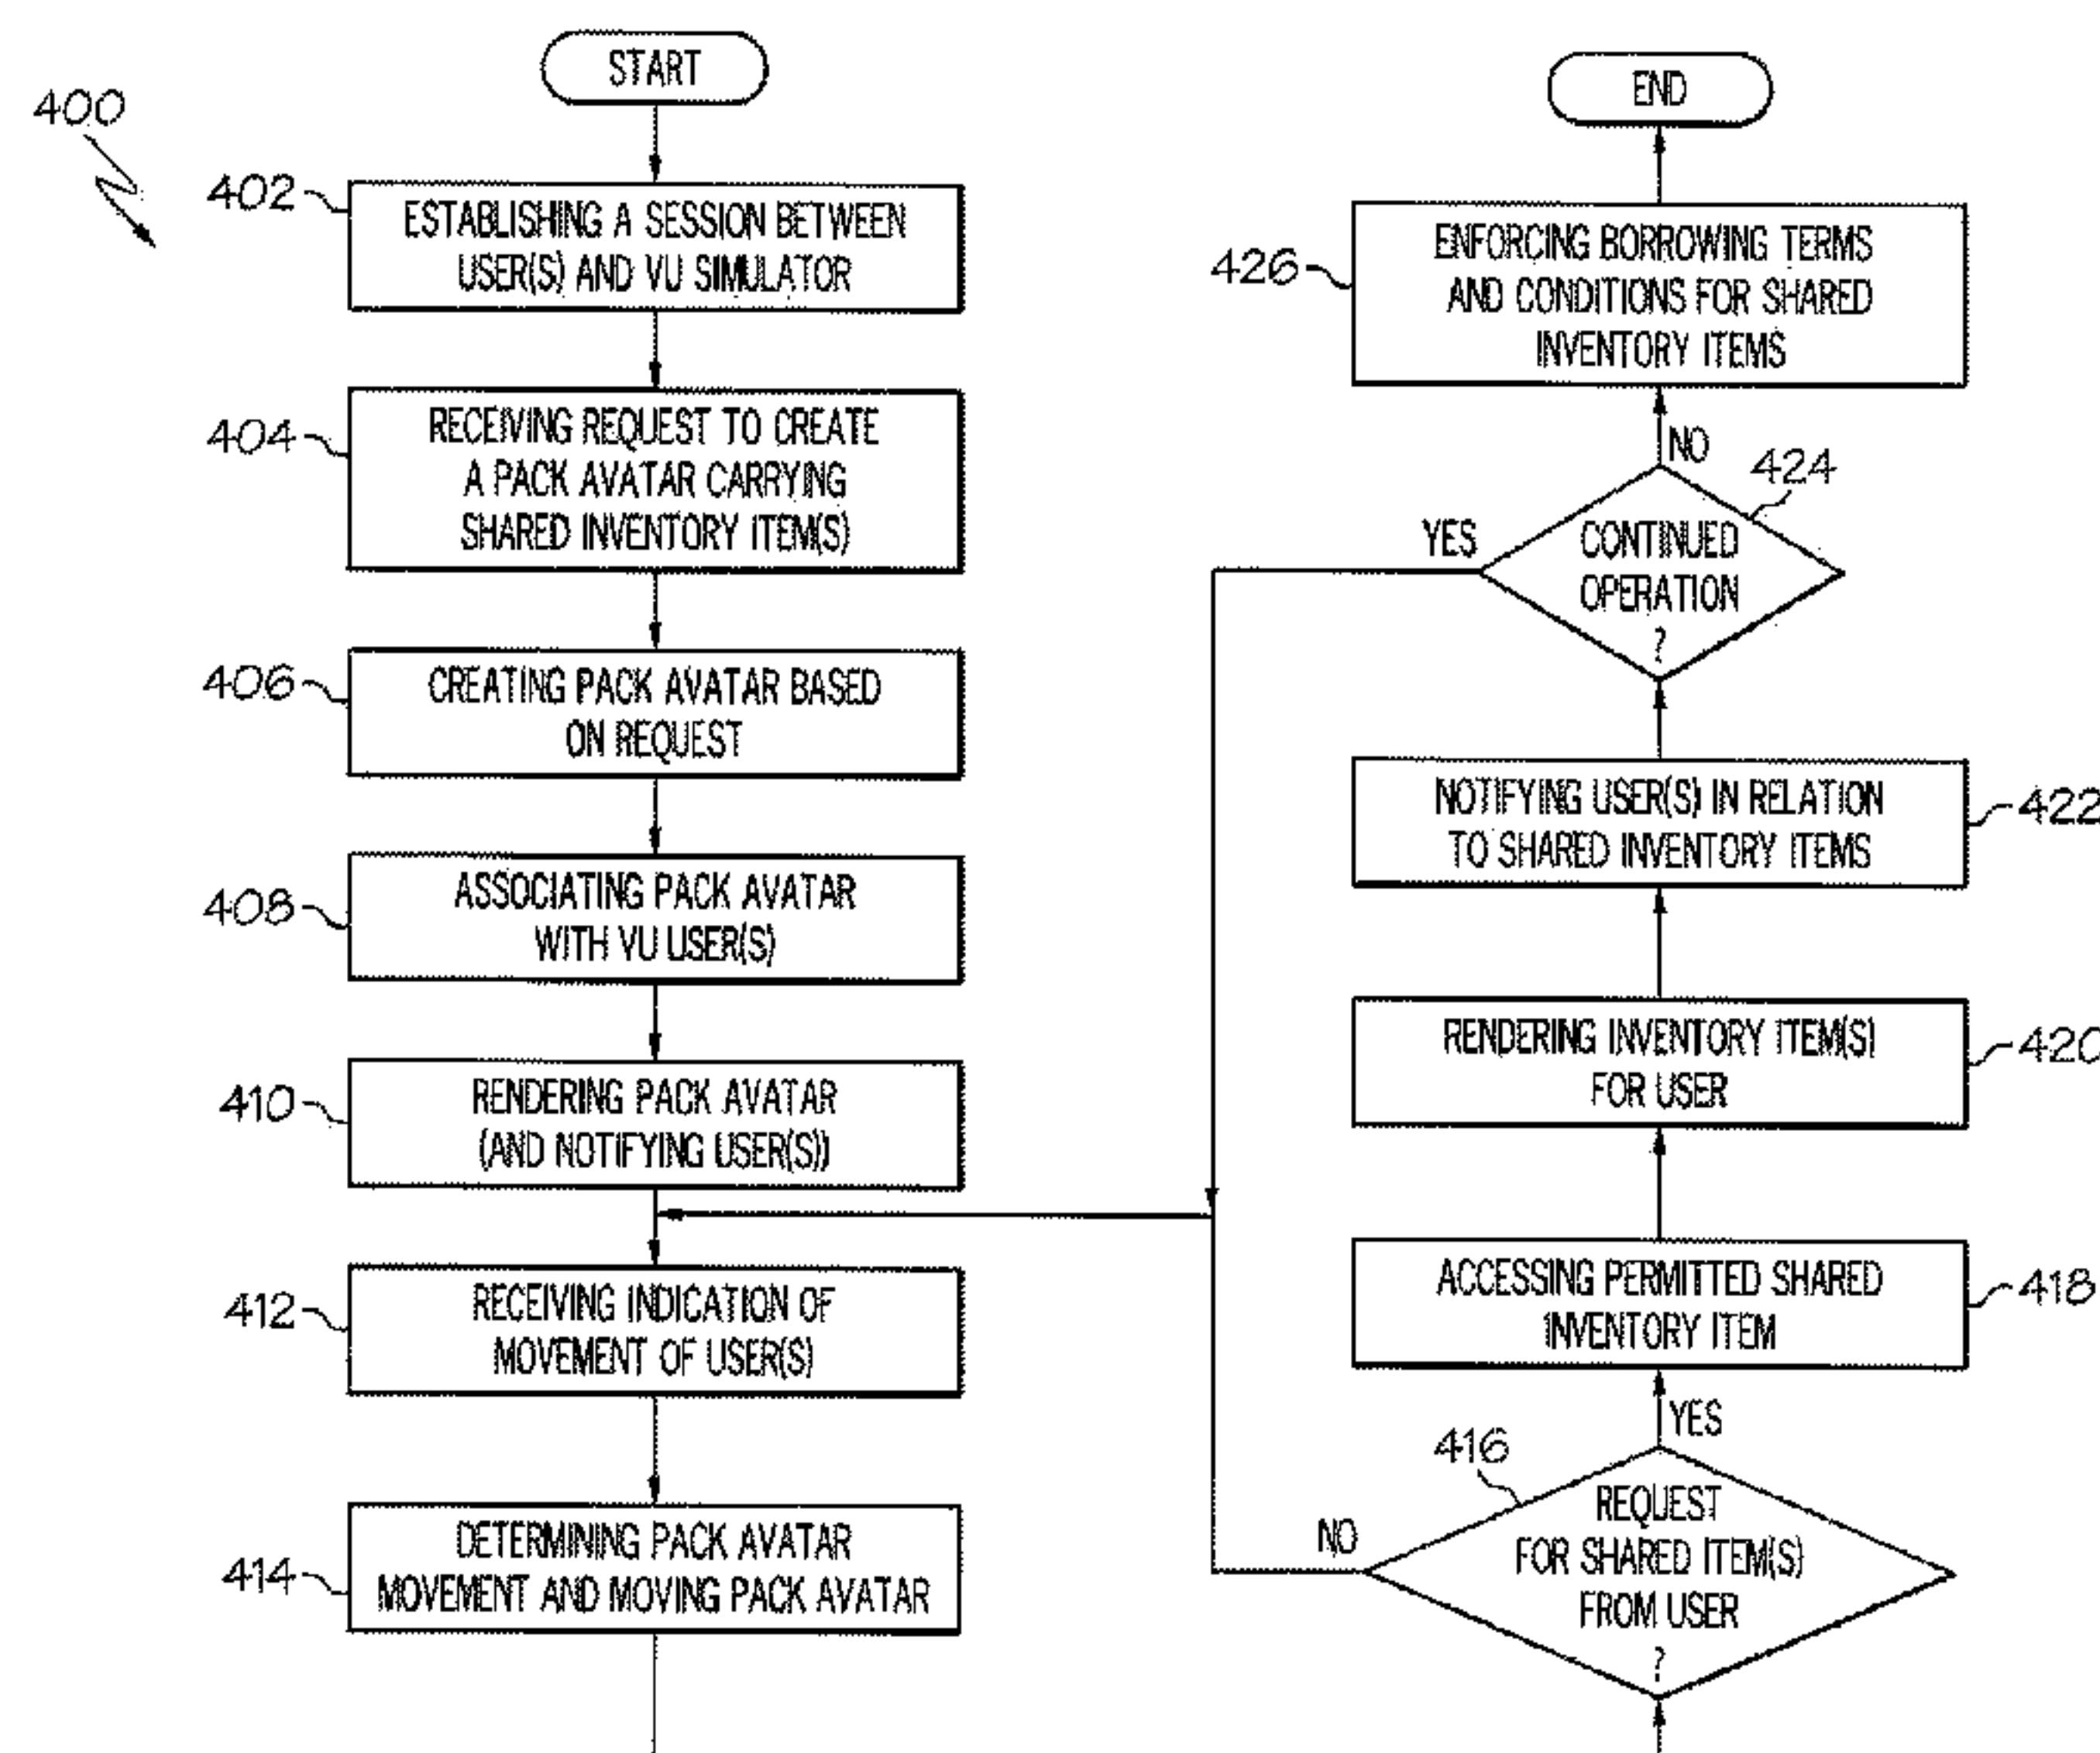 START
400
402
ESTABLISHING A SESSION BETWEEN
USER(S) AND VU SIMULATOR
404
RECEIVING REQUEST TO CREATE
A PACK AVATAR CARRYING
SHARED INVENTORY ITEM(S)
406
CREATING PACK AVATAR BASED
ON REQUEST
408
ASSOCIATING PACK AVATAR
WITH VU USER(S)
410
RENDERING PACK AVATAR
(AND NOTIFYING USER(S))
412
RECEIVING INDICATION OF
MOVEMENT OF USER(S)
414
DETERMINING PACK AVATAR
MOVEMENT AND MOVING PACK AVATAR
END
426
ENFORCING BORROWING TERMS
AND CONDITIONS FOR SHARED
INVENTORY ITEMS
NO
424
YES
CONTINUED
OPERATION
?
NOTIFYING USER(S) IN RELATION
TO SHARED INVENTORY ITEMS
422
RENDERING INVENTORY ITEM(S)
FOR USER
420
ACCESSING PERMITTED SHARED
INVENTORY ITEM
418
YES
416
NO
REQUEST
FOR SHARED ITEM(S)
FROM USER
?